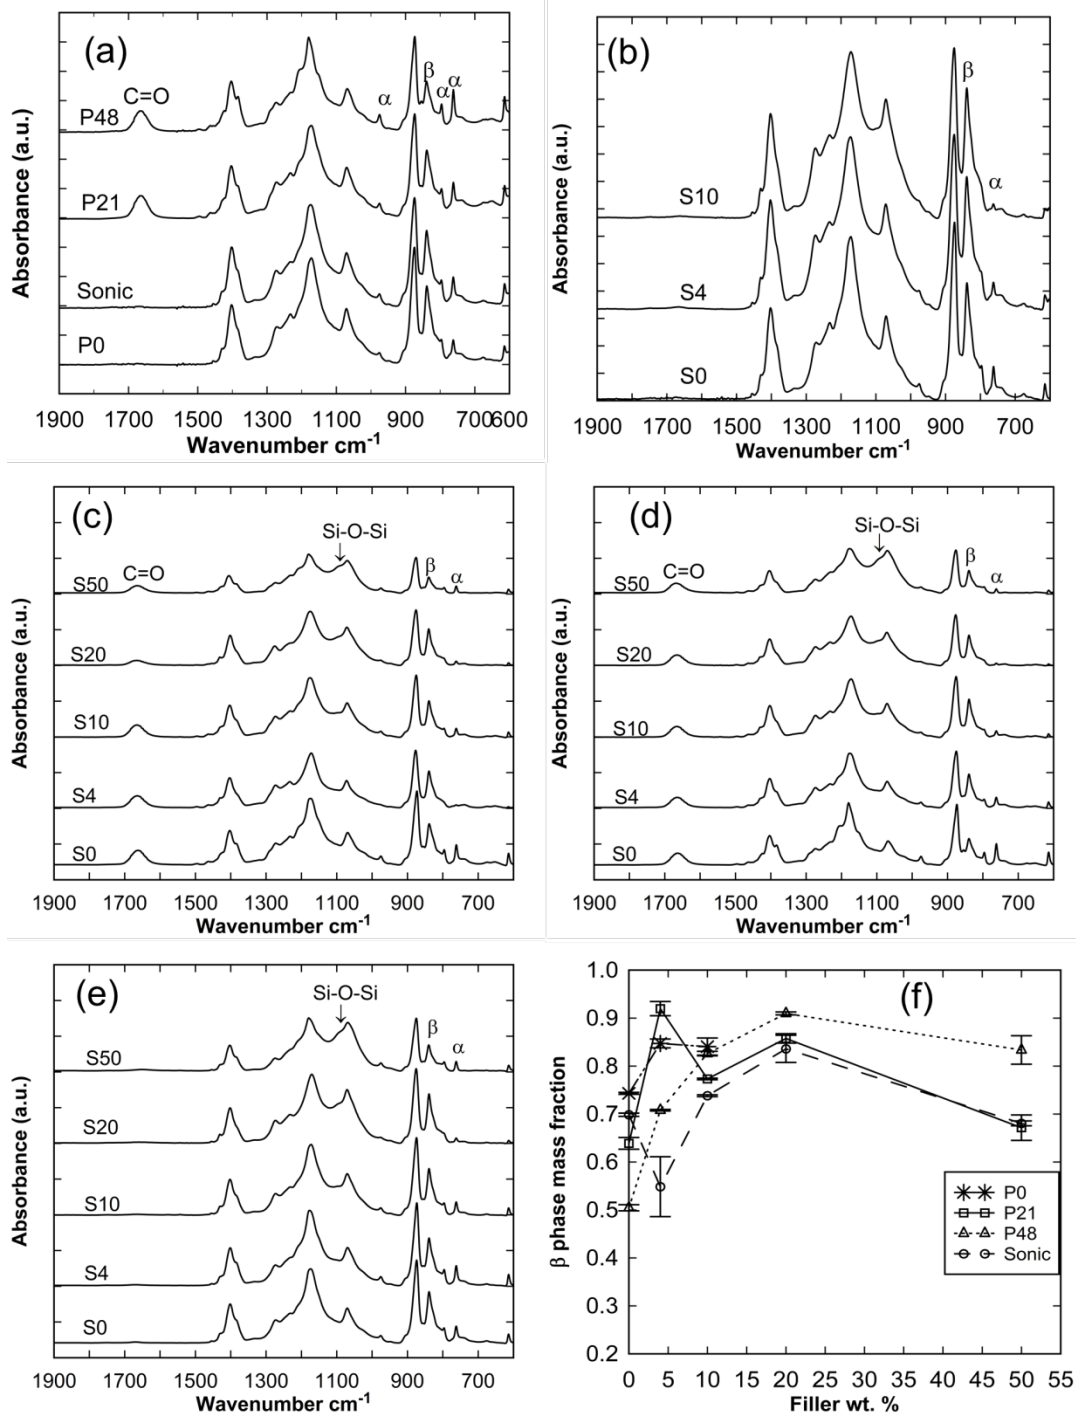 (a)
β
α
α
C=O
α
P48
P21
Sonic
P0
Absorbance (a.u.)
1900 1700 1500 1300 1100 900 700 600
Wavenumber cm-1
(b)
β
α
S10
S4
S0
Absorbance (a.u.)
1900 1700 1500 1300 1100 900 700
Wavenumber cm-1
(c)
Si-O-Si
C=O
β
α
S50
S20
S10
S4
S0
Absorbance (a.u.)
1900 1700 1500 1300 1100 900 700
Wavenumber cm-1
(d)
Si-O-Si
C=O
β
α
S50
S20
S10
S4
S0
Absorbance (a.u.)
1900 1700 1500 1300 1100 900 700
Wavenumber cm-1
(e)
Si-O-Si
β
α
S50
S20
S10
S4
S0
Absorbance (a.u.)
1900 1700 1500 1300 1100 900 700
Wavenumber cm-1
(f)
1.0
0.9
0.8
0.7
0.6
0.5
0.4
0.3
0.2
β phase mass fraction
P0
P21
P48
Sonic
0 5 10 15 20 25 30 35 40 45 50 55
Filler wt. %